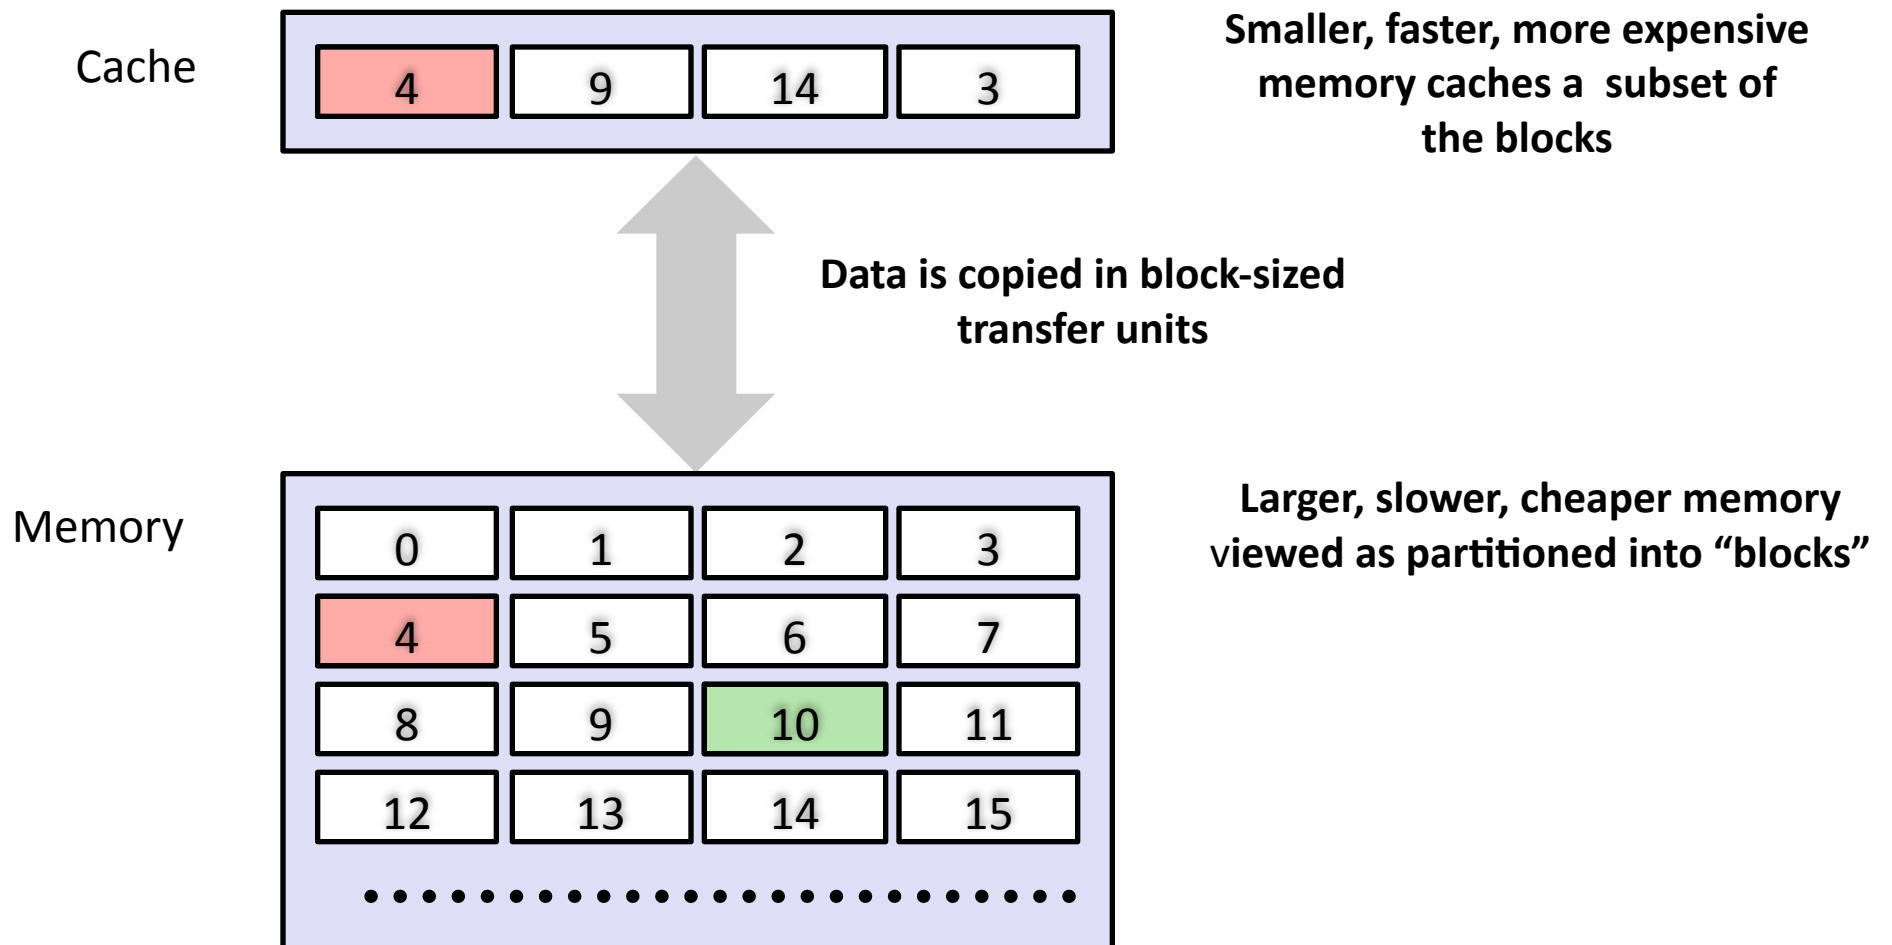 Cache
4 9 14 3
Smaller, faster, more expensive
memory caches a subset of
the blocks
Data is copied in block-sized
transfer units
Memory
0 1 2 3
4 5 6 7
8 9 10 11
12 13 14 15
Larger, slower, cheaper memory
viewed as partitioned into “blocks”